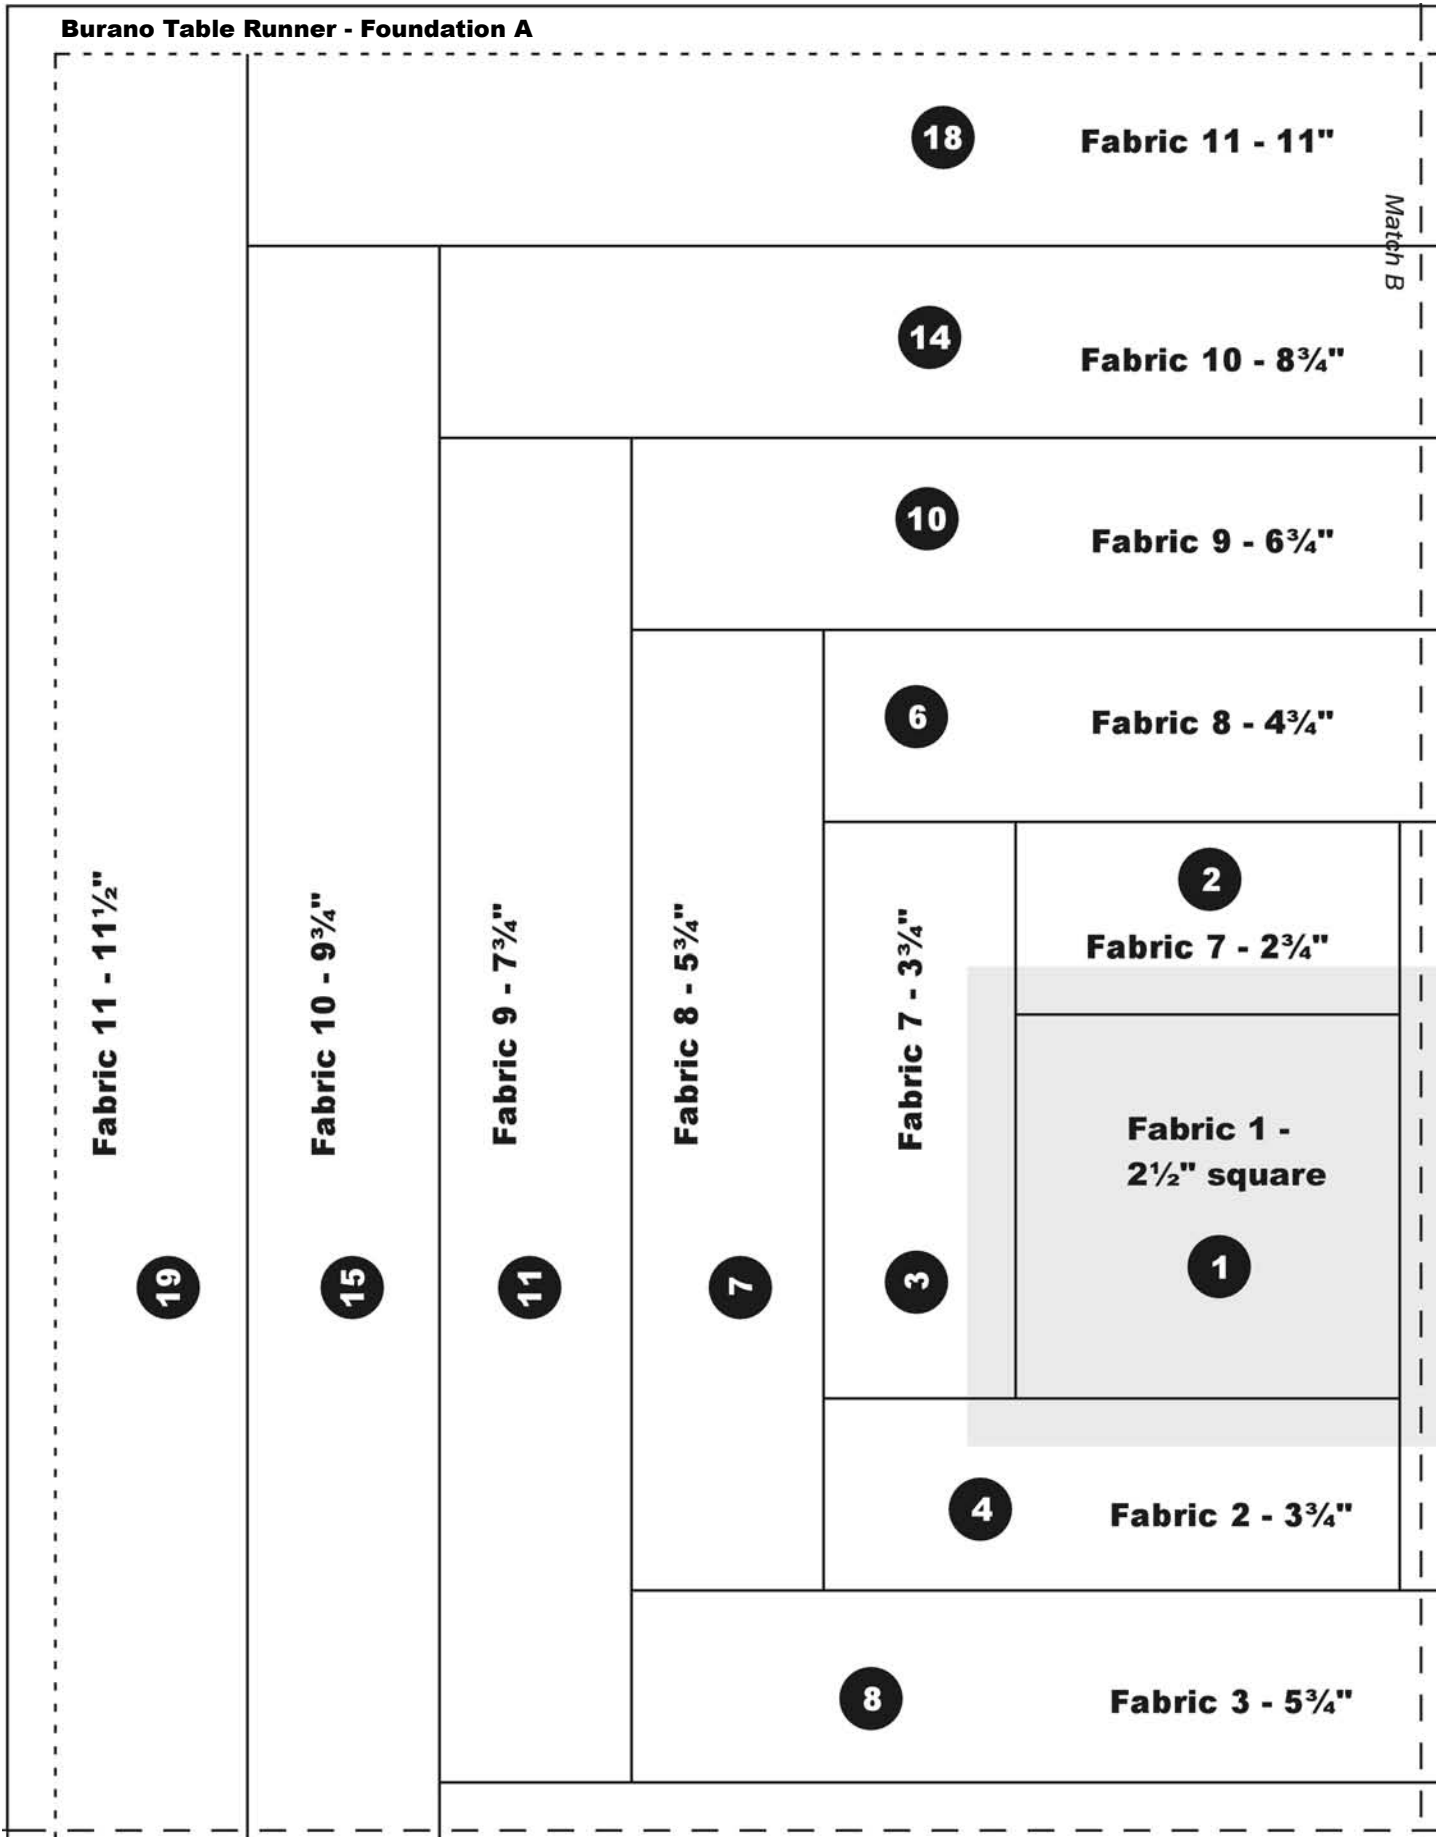 Burano Table Runner - Foundation A
18
Fabric 11 - 11"
Match B
14
Fabric 10 - 8¾"
10
Fabric 9 - 6¾"
6
Fabric 8 - 4¾"
2
Fabric 7 - 2¾"
Fabric 11 - 11½"
19
Fabric 10 - 9¾"
15
Fabric 9 - 7¾"
11
Fabric 8 - 5¾"
7
Fabric 7 - 3¾"
3
Fabric 1 -
2½" square
1
4
Fabric 2 - 3¾"
8
Fabric 3 - 5¾"